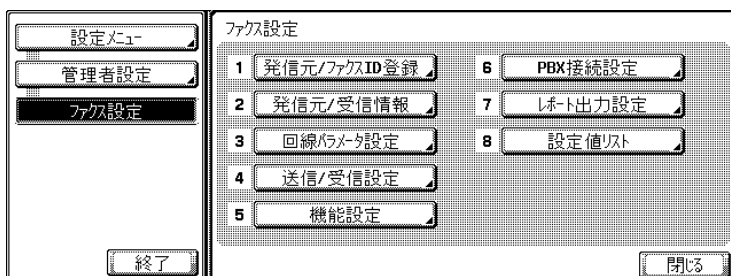 設定メニュー
管理者設定
ファクス設定
終了
ファクス設定
1 発信元/ファクスID登録
2 発信元/受信情報
3 回線パラメータ設定
4 送信/受信設定
5 機能設定
6 PBX接続設定
7 レポート出力設定
8 設定値リスト
閉じる